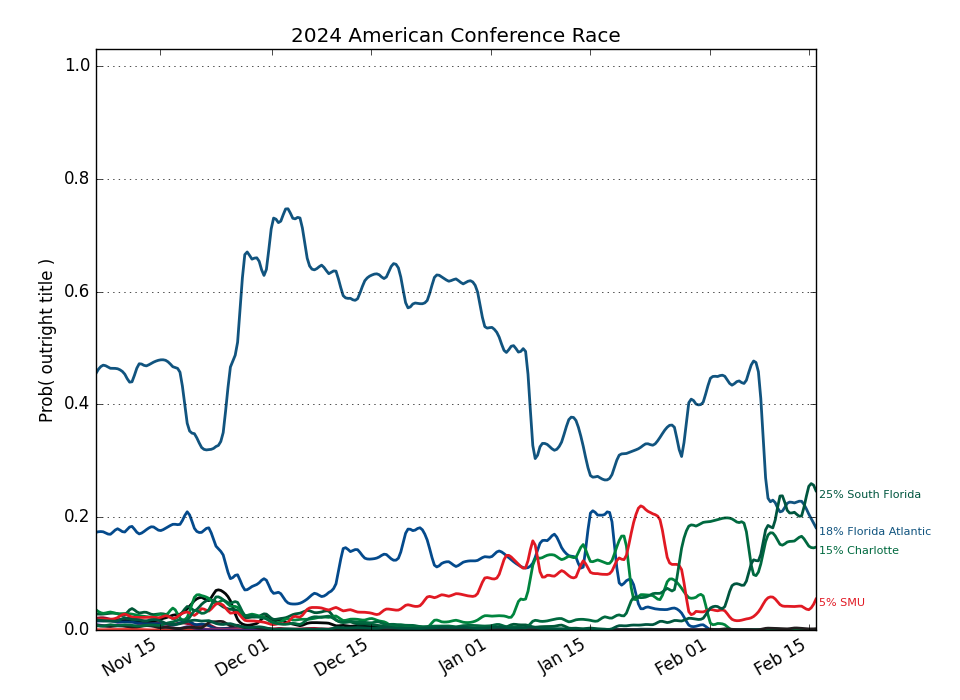 2024 American Conference Race
Prob( outright title )
1.0
0.8
0.6
0.4
0.2
0.0
25% South Florida
18% Florida Atlantic
15% Charlotte
5% SMU
Nov 15
Dec 01
Dec 15
Jan 01
Jan 15
Feb 01
Feb 15